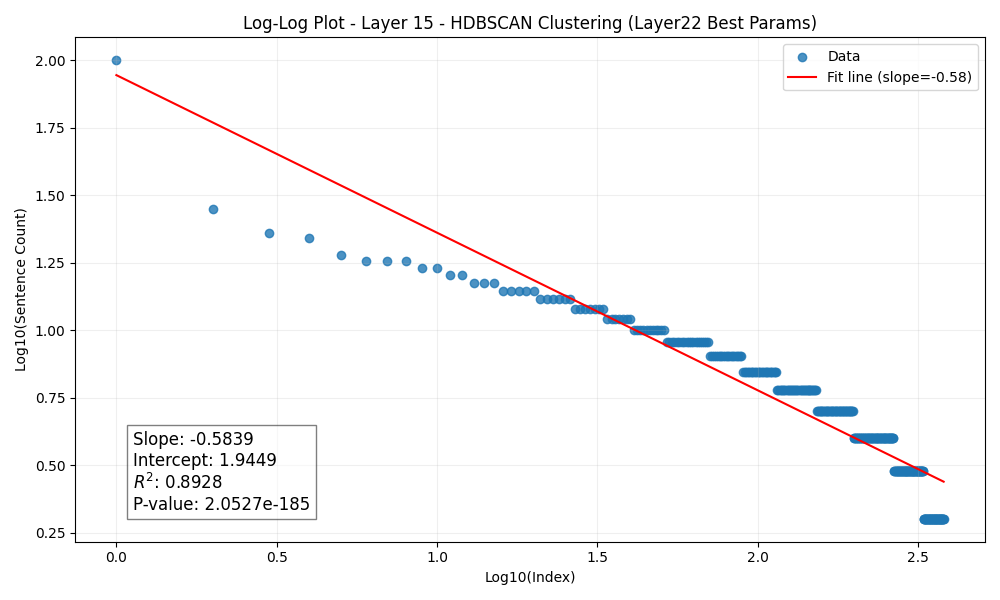 Log-Log Plot - Layer 15 - HDBSCAN Clustering (Layer22 Best Params)
Data
Fit line (slope=-0.58)
Log10(Sentence Count)
2.00
1.75
1.50
1.25
1.00
0.75
0.50
0.25
Slope: -0.5839
Intercept: 1.9449
R²: 0.8928
P-value: 2.0527e-185
0.0
0.5
1.0
1.5
2.0
2.5
Log10(Index)